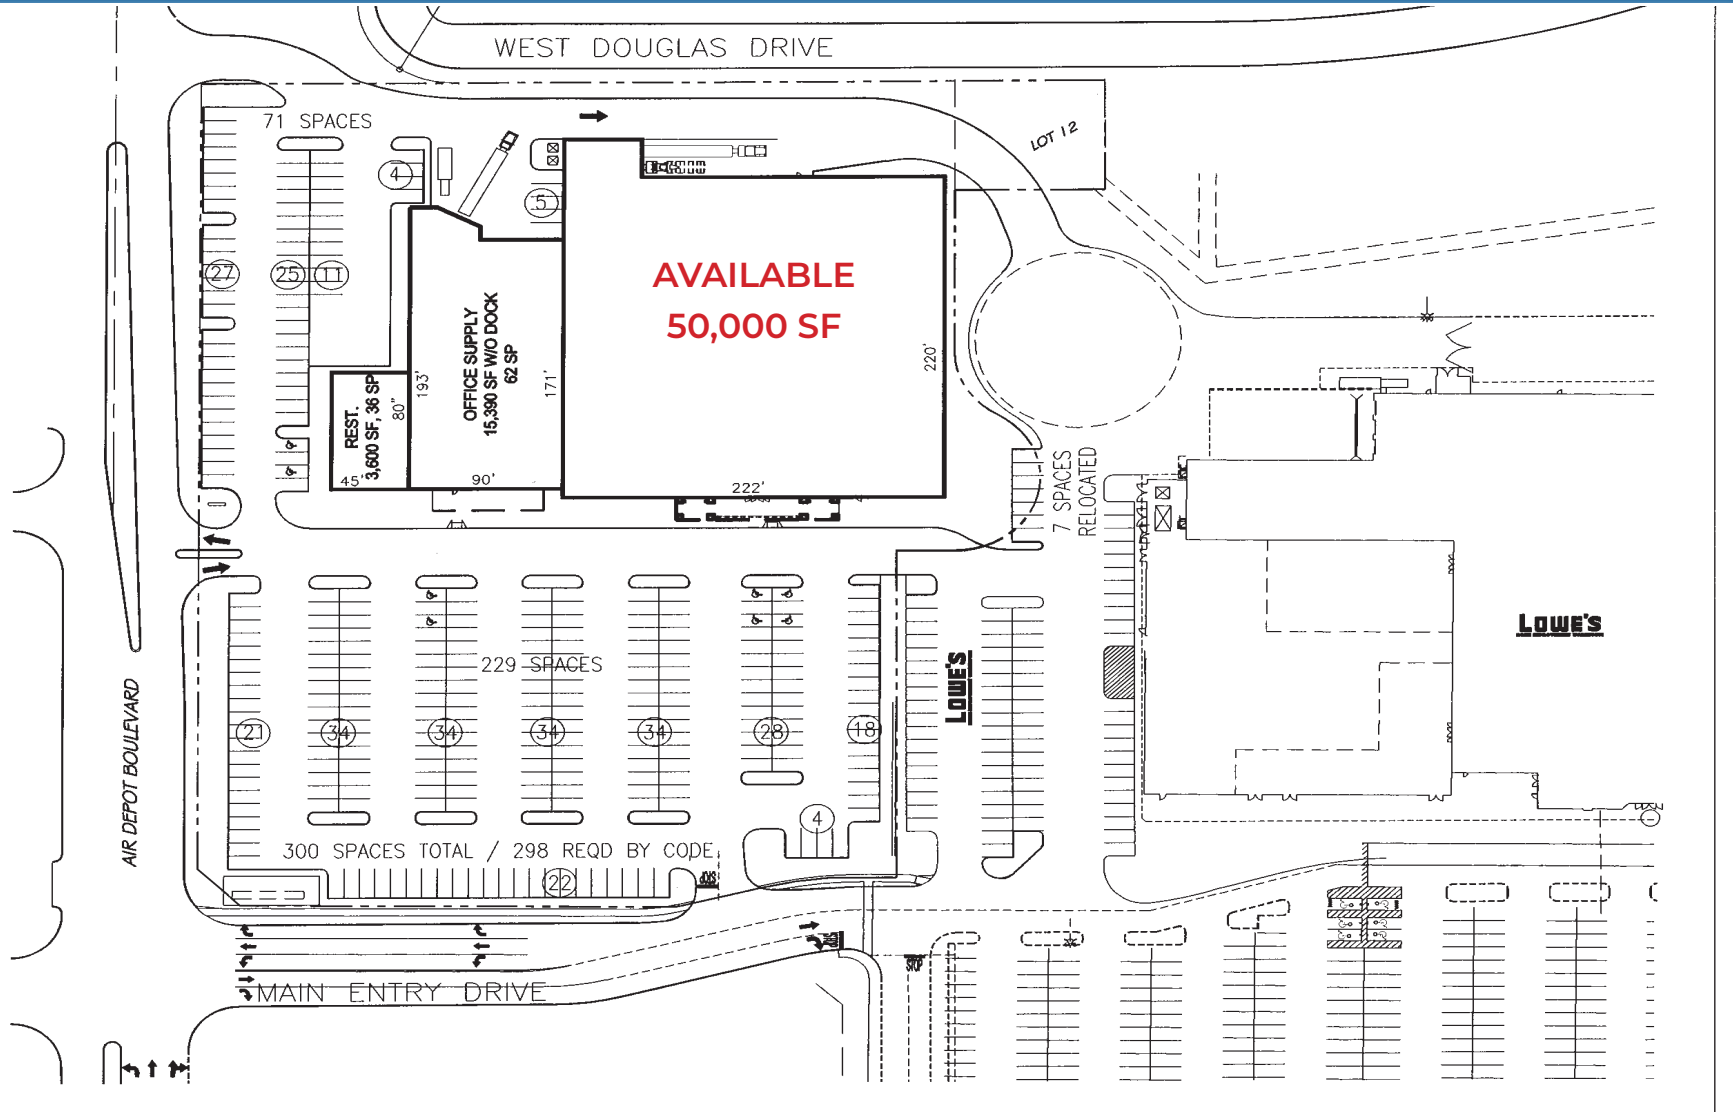 WEST DOUGLAS DRIVE
71 SPACES
LOT 12
4
5
27
25
11
AVAILABLE
50,000 SF
OFFICE SUPPLY
15,390 SF W/O DOCK
62 SP
193'
171'
220'
REST.
3,600 SF, 36 SP
80"
45'
90'
222'
7 SPACES
RELOCATED
LOWE'S
LOWE'S
229 SPACES
AIR DEPOT BOULEVARD
21
34
34
34
34
28
18
4
300 SPACES TOTAL / 298 REQD BY CODE
22
STOP
STOP
STOP
MAIN ENTRY DRIVE